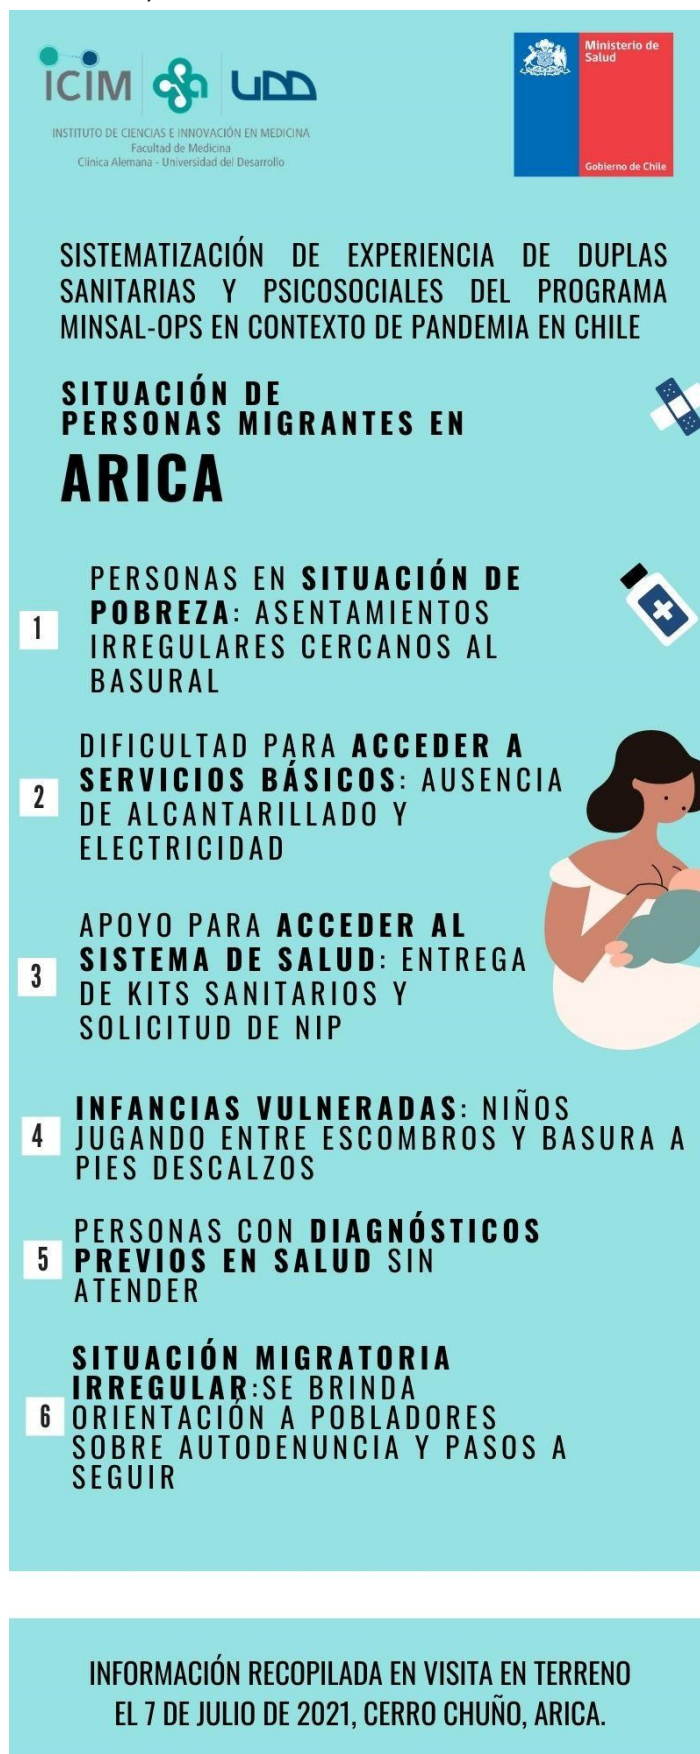 iCiM
UDD
INSTITUTO DE CIENCIAS E INNOVACIÓN EN MEDICINA
Facultad de Medicina
Clínica Alemana - Universidad del Desarrollo
Ministerio de
Salud
Gobierno de Chile
SISTEMATIZACIÓN DE EXPERIENCIA DE DUPLAS
SANITARIAS Y PSICOSOCIALES DEL PROGRAMA
MINSAL-OPS EN CONTEXTO DE PANDEMIA EN CHILE
SITUACIÓN DE
PERSONAS MIGRANTES EN
ARICA
1
PERSONAS EN SITUACIÓN DE
POBREZA: ASENTAMIENTOS
IRREGULARES CERCANOS AL
BASURAL
2
DIFICULTAD PARA ACCEDER A
SERVICIOS BÁSICOS: AUSENCIA
DE ALCANTARILLADO Y
ELECTRICIDAD
3
APOYO PARA ACCEDER AL
SISTEMA DE SALUD: ENTREGA
DE KITS SANITARIOS Y
SOLICITUD DE NIP
4
INFANCIAS VULNERADAS: NIÑOS
JUGANDO ENTRE ESCOMBROS Y BASURA A
PIES DESCALZOS
5
PERSONAS CON DIAGNÓSTICOS
PREVIOS EN SALUD SIN
ATENDER
6
SITUACIÓN MIGRATORIA
IRREGULAR:SE BRINDA
ORIENTACIÓN A POBLADORES
SOBRE AUTODENUNCIA Y PASOS A
SEGUIR
INFORMACIÓN RECOPILADA EN VISITA EN TERRENO
EL 7 DE JULIO DE 2021, CERRO CHUÑO, ARICA.